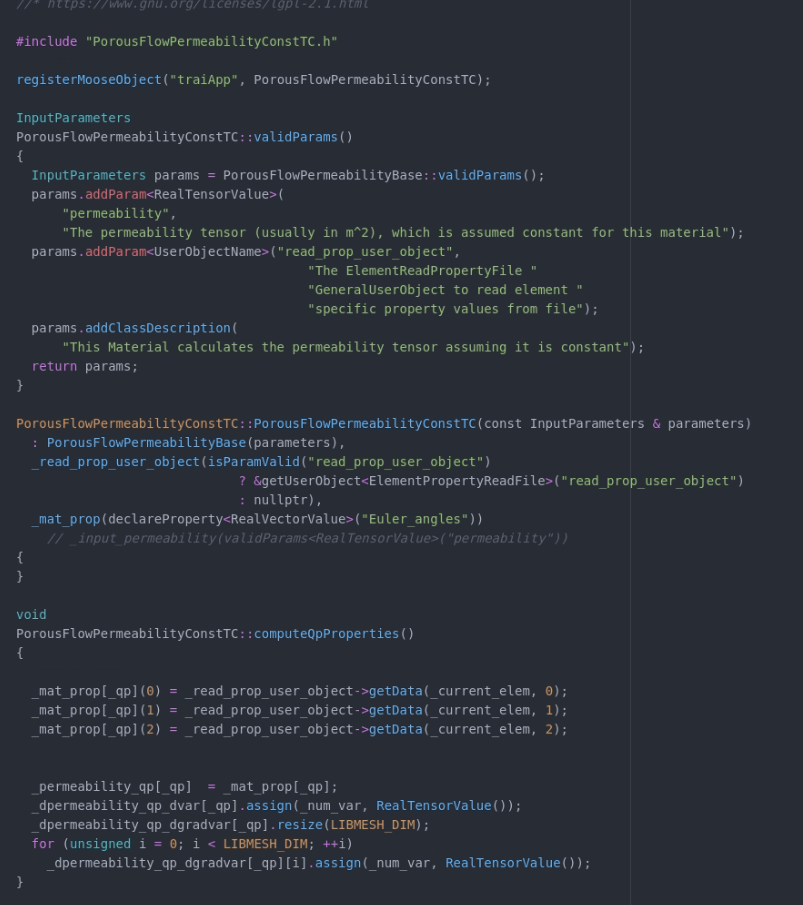 //* https://www.gnu.org/licenses/lgpl-2.1.html
#include "PorousFlowPermeabilityConstTC.h"
registerMooseObject("traiApp", PorousFlowPermeabilityConstTC);
InputParameters
PorousFlowPermeabilityConstTC::validParams()
{
  InputParameters params = PorousFlowPermeabilityBase::validParams();
  params.addParam<RealTensorValue>(
      "permeability",
      "The permeability tensor (usually in m^2), which is assumed constant for this material");
  params.addParam<UserObjectName>("read_prop_user_object",
                                      "The ElementReadPropertyFile "
                                      "GeneralUserObject to read element "
                                      "specific property values from file");
  params.addClassDescription(
      "This Material calculates the permeability tensor assuming it is constant");
  return params;
}
PorousFlowPermeabilityConstTC::PorousFlowPermeabilityConstTC(const InputParameters & parameters)
  : PorousFlowPermeabilityBase(parameters),
  _read_prop_user_object(isParamValid("read_prop_user_object")
                             ? &getUserObject<ElementPropertyReadFile>("read_prop_user_object")
                             : nullptr),
  _mat_prop(declareProperty<RealVectorValue>("Euler_angles"))
    // _input_permeability(validParams<RealTensorValue>("permeability"))
{
}
void
PorousFlowPermeabilityConstTC::computeQpProperties()
{
  _mat_prop[_qp](0) = _read_prop_user_object->getData(_current_elem, 0);
  _mat_prop[_qp](1) = _read_prop_user_object->getData(_current_elem, 1);
  _mat_prop[_qp](2) = _read_prop_user_object->getData(_current_elem, 2);
  _permeability_qp[_qp]  = _mat_prop[_qp];
  _dpermeability_qp_dvar[_qp].assign(_num_var, RealTensorValue());
  _dpermeability_qp_dgradvar[_qp].resize(LIBMESH_DIM);
  for (unsigned i = 0; i < LIBMESH_DIM; ++i)
    _dpermeability_qp_dgradvar[_qp][i].assign(_num_var, RealTensorValue());
}